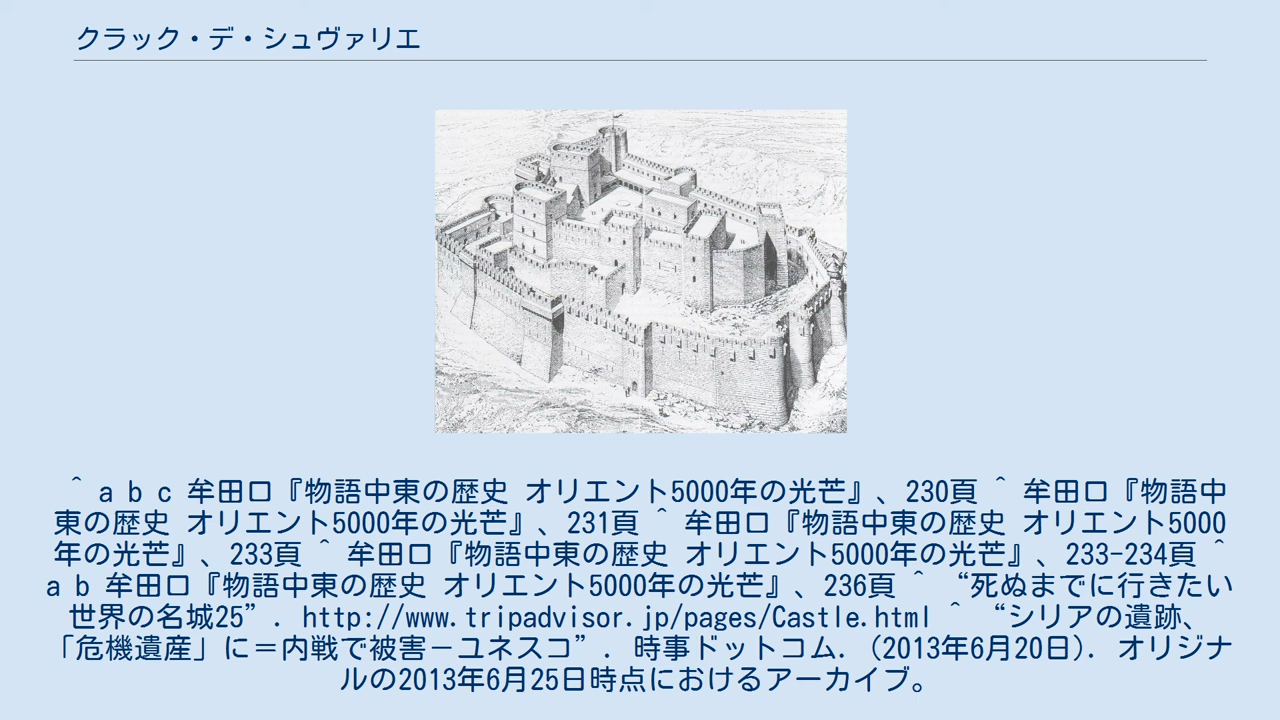 クラック・デ・シュヴァリエ
^ a b c 牟田口『物語中東の歴史 オリエント5000年の光芒』、230頁 ^ 牟田口『物語中
東の歴史 オリエント5000年の光芒』、231頁 ^ 牟田口『物語中東の歴史 オリエント5000
年の光芒』、233頁 ^ 牟田口『物語中東の歴史 オリエント5000年の光芒』、233-234頁 ^
a b 牟田口『物語中東の歴史 オリエント5000年の光芒』、236頁 ^ “死ぬまでに行きたい
世界の名城25”. http://www.tripadvisor.jp/pages/Castle.html ^ “シリアの遺跡、
「危機遺産」に＝内戦で被害－ユネスコ”. 時事ドットコム. (2013年6月20日). オリジナ
ルの2013年6月25日時点におけるアーカイブ。